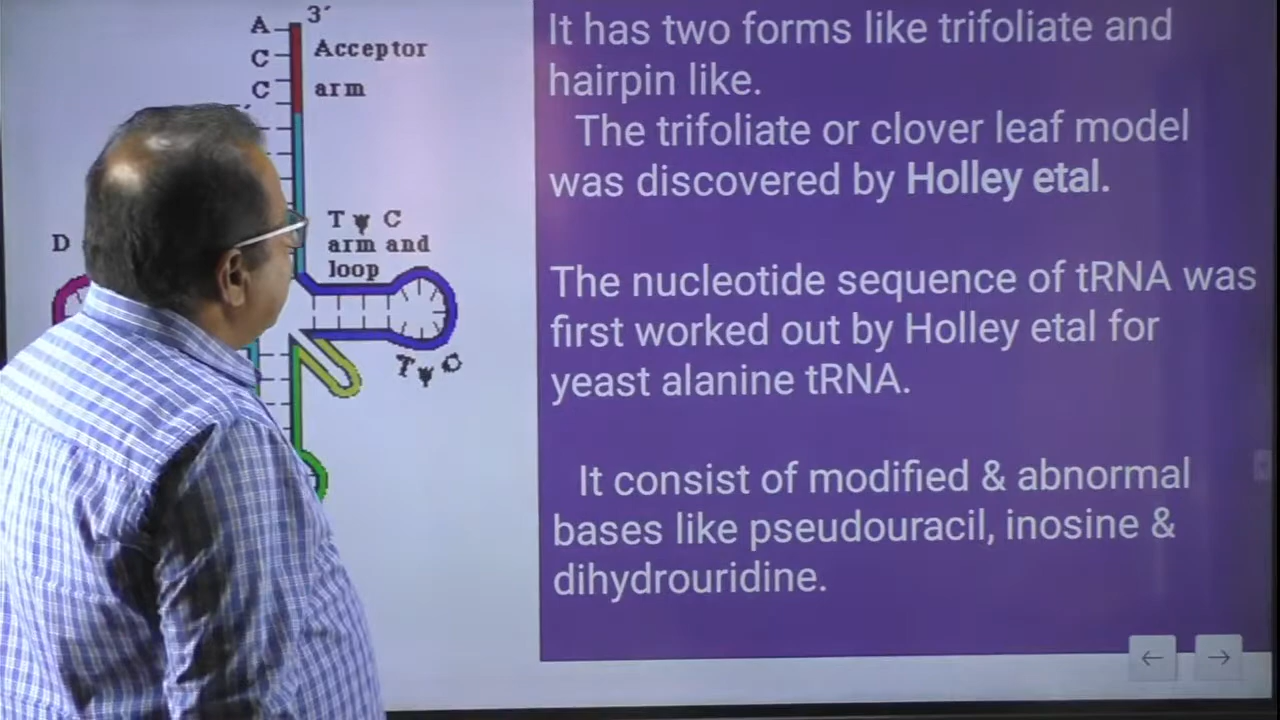 3´
A
C
C
Acceptor
arm
D
T ψ C
arm and
loop
T ψ C
It has two forms like trifoliate and
hairpin like.
The trifoliate or clover leaf model
was discovered by Holley etal.
The nucleotide sequence of tRNA was
first worked out by Holley etal for
yeast alanine tRNA.
It consist of modified & abnormal
bases like pseudouracil, inosine &
dihydrouridine.